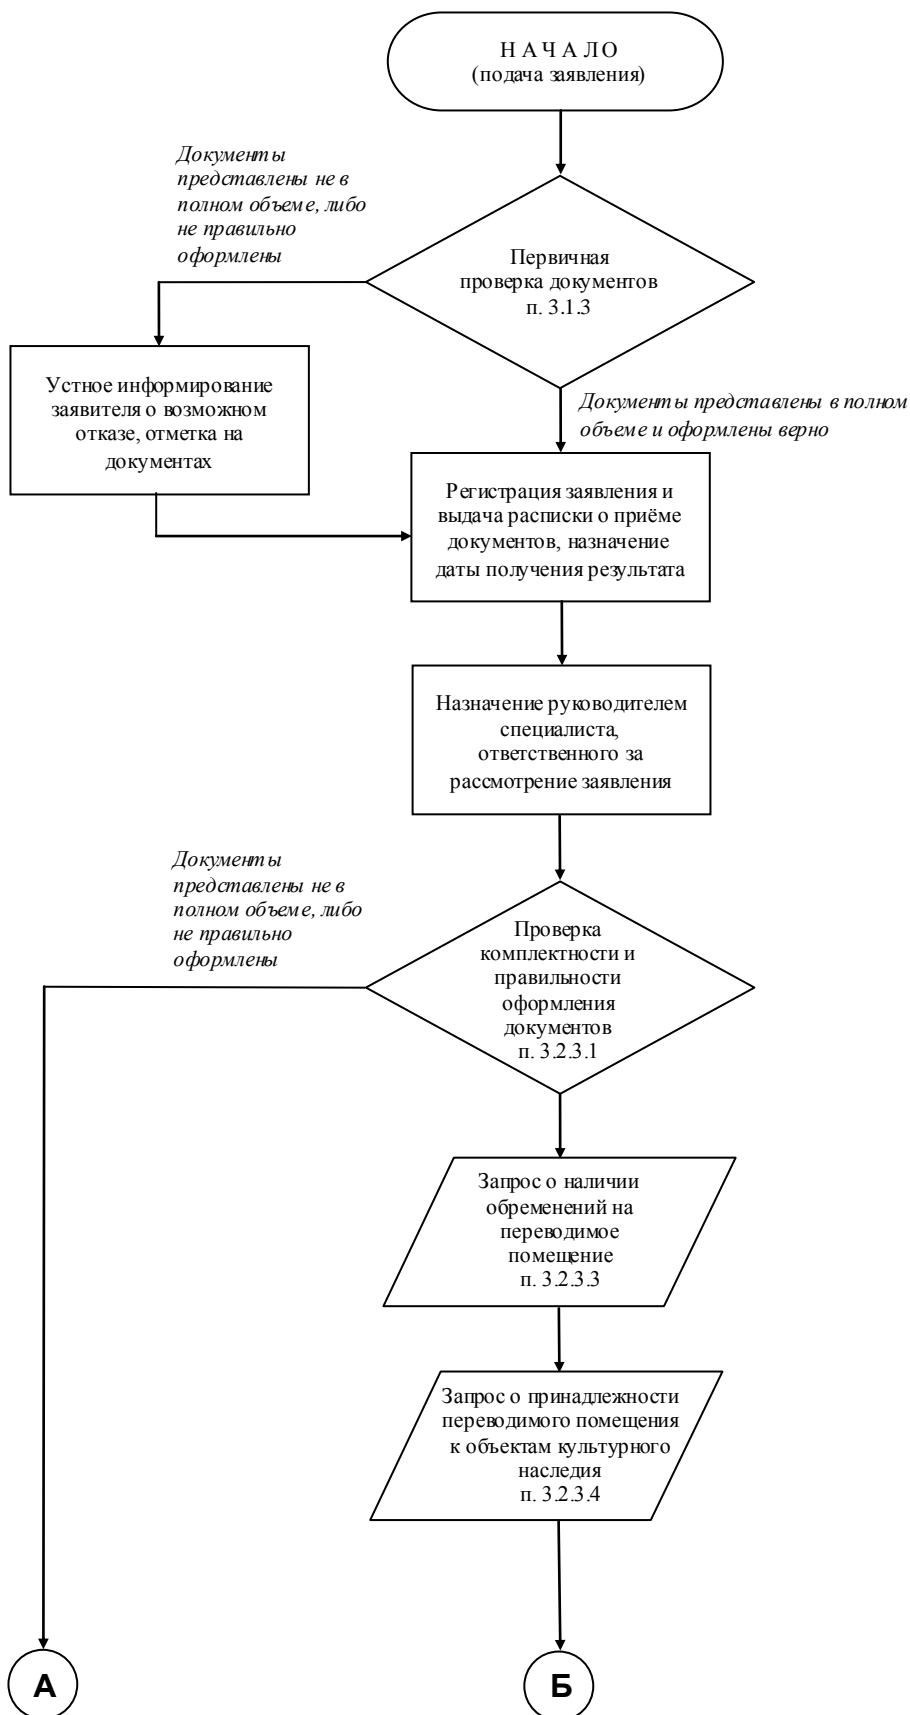 Н А Ч А Л О
(подача заявления)
Документы
представлены не в
полном объеме, либо
не правильно
оформлены
Первичная
проверка документов
п. 3.1.3
Устное информирование
заявителя о возможном
отказе, отметка на
документах
Документы представлены в полном
объеме и оформлены верно
Регистрация заявления и
выдача расписки о приёме
документов, назначение
даты получения результата
Назначение руководителем
специалиста,
ответственного за
рассмотрение заявления
Документы
представлены не в
полном объеме, либо
не правильно
оформлены
Проверка
комплектности и
правильности
оформления
документов
п. 3.2.3.1
Запрос о наличии
обременений на
переводимое
помещение
п. 3.2.3.3
Запрос о принадлежности
переводимого помещения
к объектам культурного
наследия
п. 3.2.3.4
А
Б